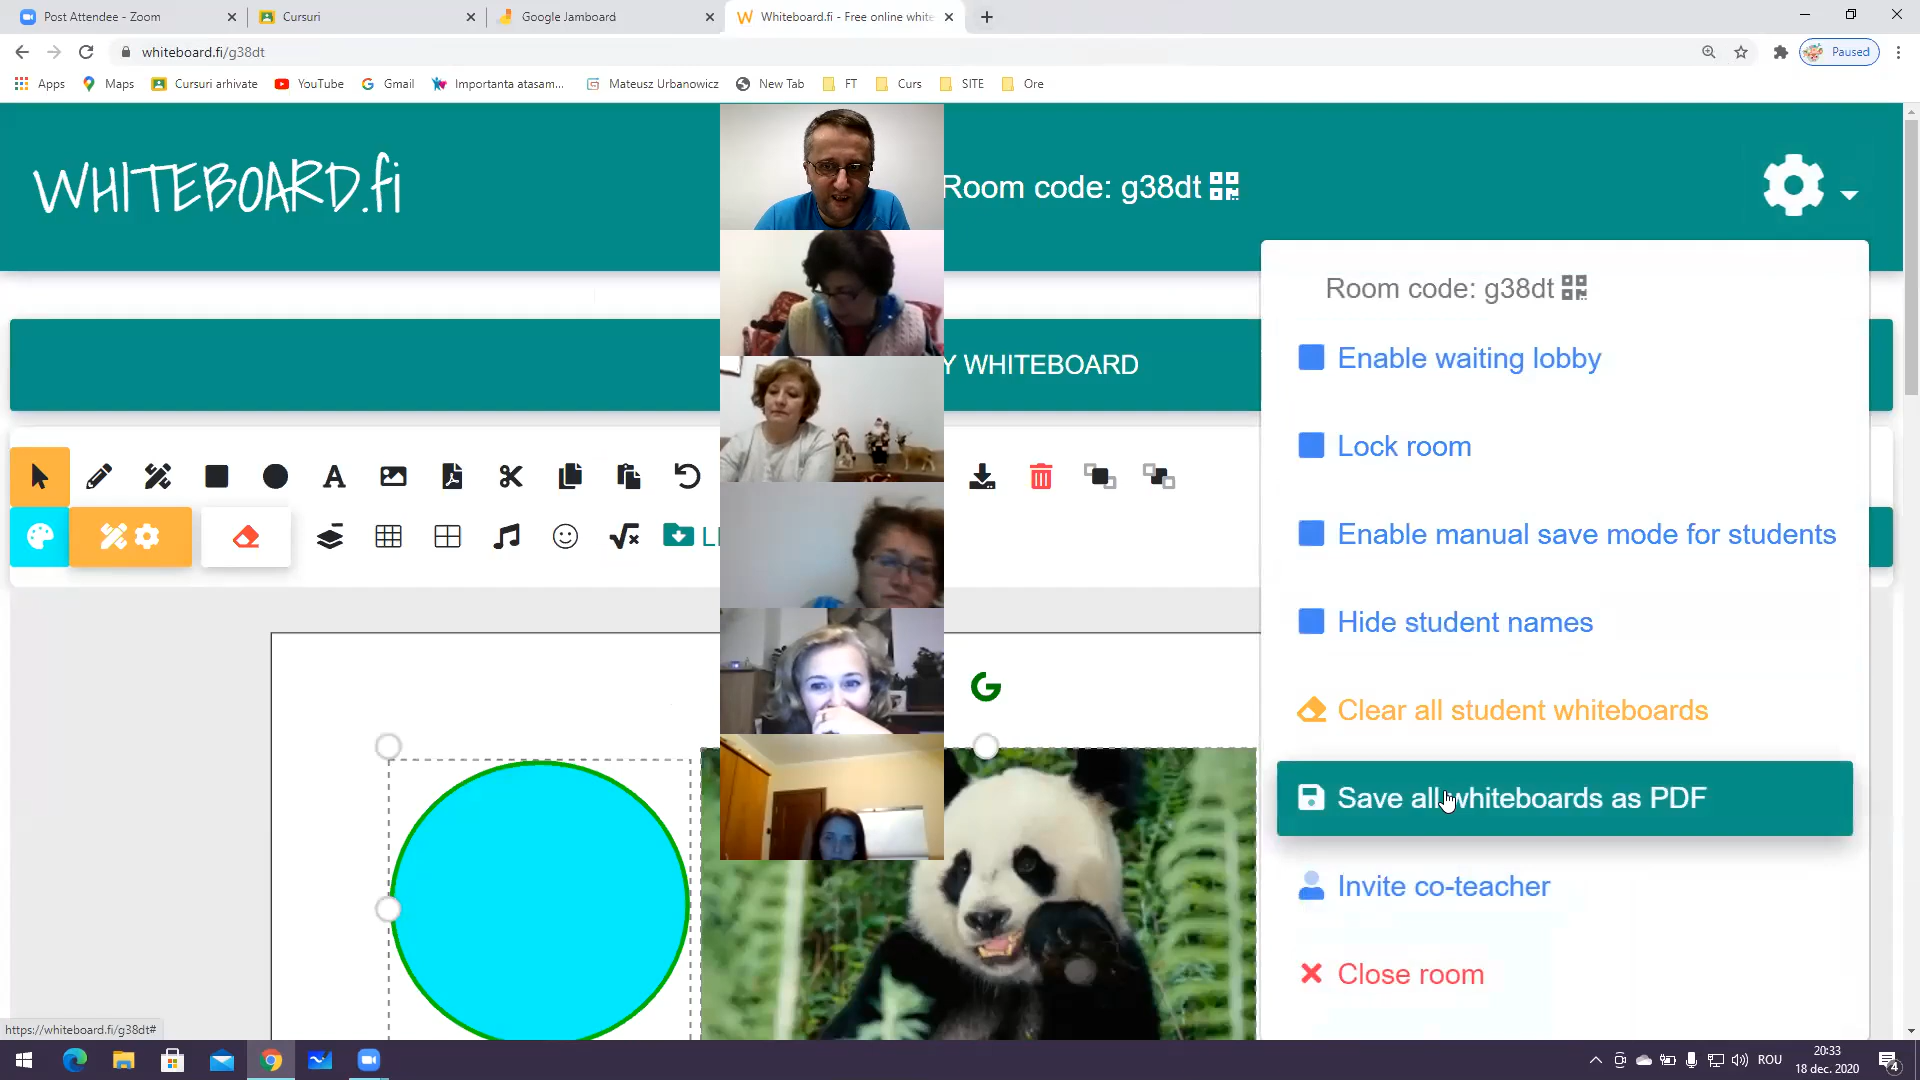 Post Attendee - Zoom
Cursuri
Google Jamboard
Whiteboard.fi - Free online white
whiteboard.fi/g38dt
Paused
Apps
Maps
Cursuri arhivate
YouTube
Gmail
Importanta atasam...
Mateusz Urbanowicz
New Tab
FT
Curs
SITE
Ore
WHITEBOARD.fi
Room code: g38dt
Room code: g38dt
Y WHITEBOARD
Enable waiting lobby
Lock room
Enable manual save mode for students
Hide student names
Clear all student whiteboards
Save all whiteboards as PDF
Invite co-teacher
Close room
A
√x
LI
G
https://whiteboard.fi/g38dt#
ROU
20:33
18 dec. 2020
4